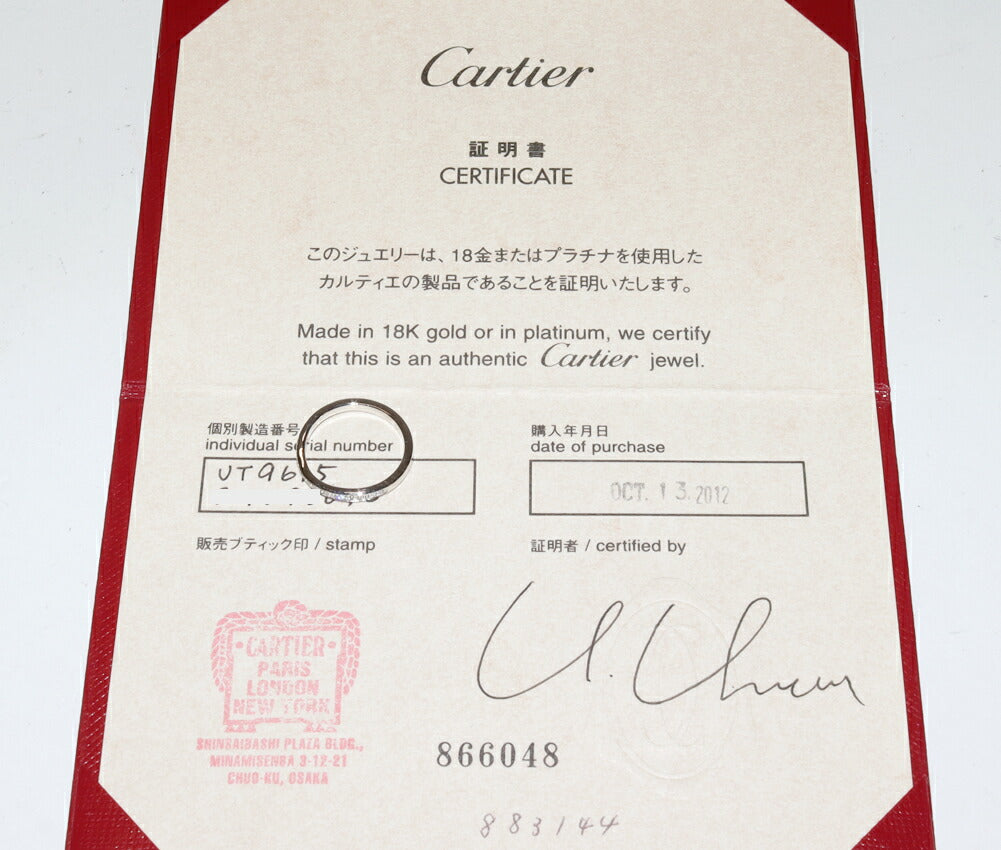 Cartier
証明書
CERTIFICATE
このジュエリーは、18金またはプラチナを使用した
カルティエの製品であることを証明いたします。
Made in 18K gold or in platinum, we certify
that this is an authentic Cartier jewel.
個別製造番号
individual serial number
購入年月日
date of purchase
OCT. 13. 2012
販売ブティック印 / stamp
証明者 / certified by
CARTIER
PARIS
LONDON
NEW YORK
SHINSAIBASHI PLAZA BLDG.,
MINAMISENBA 3-12-21
CHUO-KU, OSAKA
866048
883144